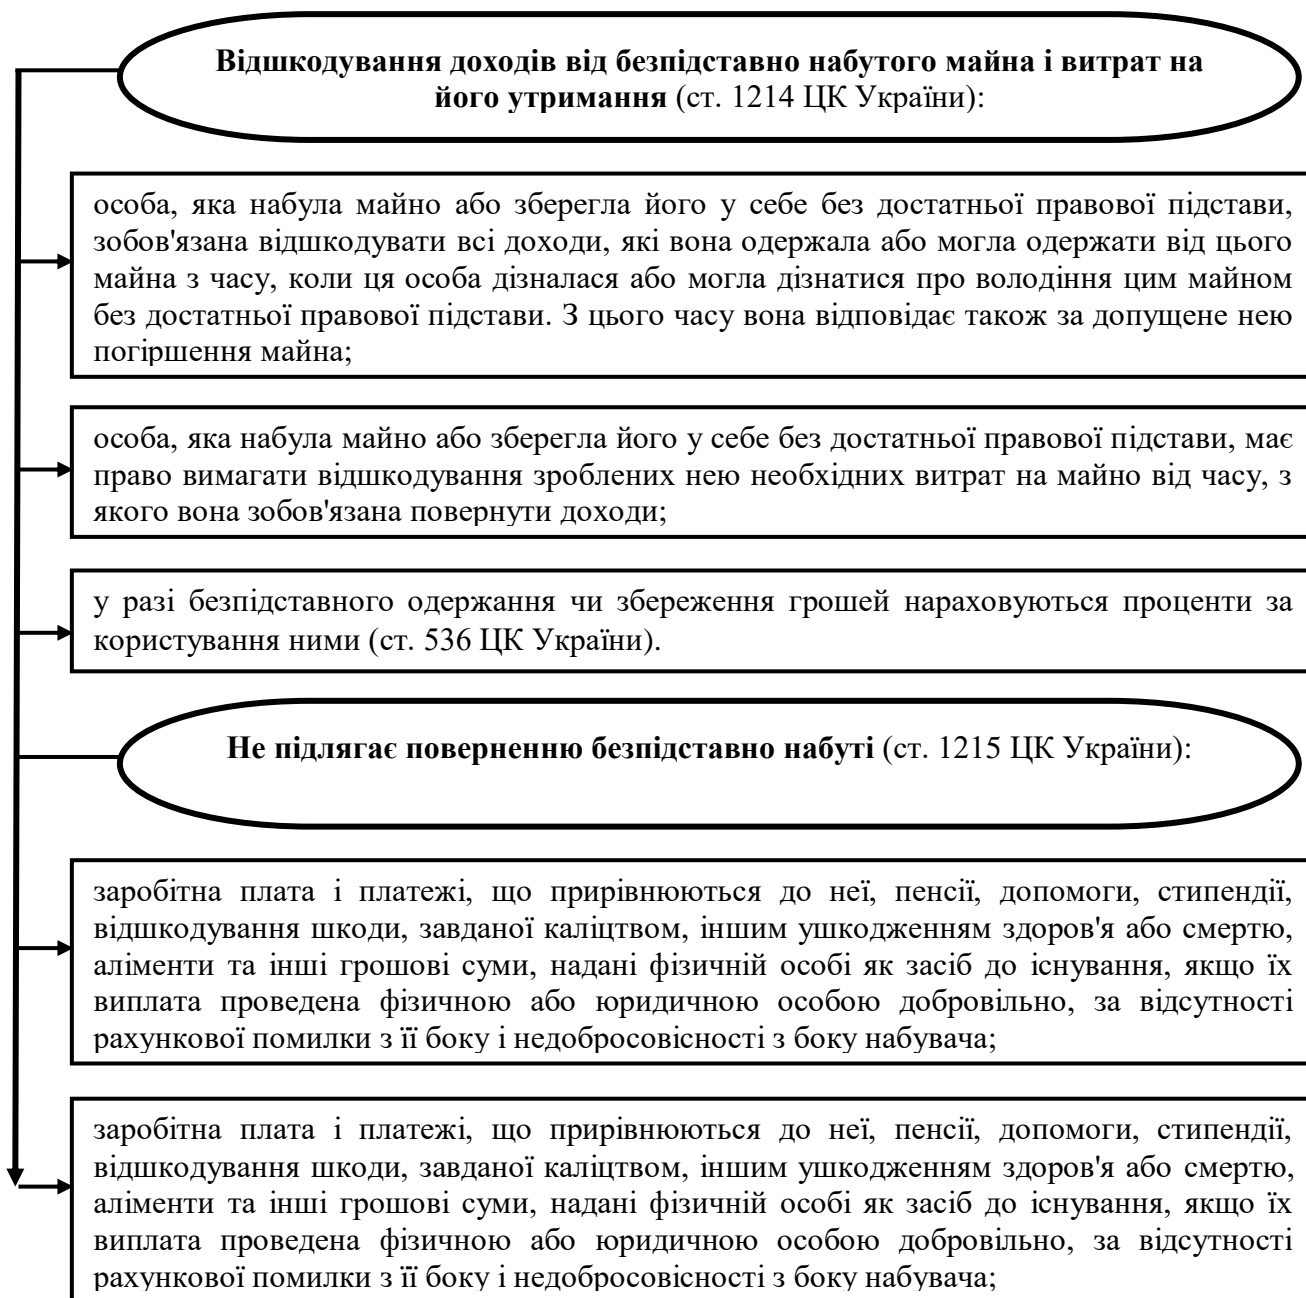 Відшкодування доходів від безпідставно набутого майна і витрат на
його утримання (ст. 1214 ЦК України):
особа, яка набула майно або зберегла його у себе без достатньої правової підстави,
зобов'язана відшкодувати всі доходи, які вона одержала або могла одержати від цього
майна з часу, коли ця особа дізналася або могла дізнатися про володіння цим майном
без достатньої правової підстави. З цього часу вона відповідає також за допущене нею
погіршення майна;
особа, яка набула майно або зберегла його у себе без достатньої правової підстави, має
право вимагати відшкодування зроблених нею необхідних витрат на майно від часу, з
якого вона зобов'язана повернути доходи;
у разі безпідставного одержання чи збереження грошей нараховуються проценти за
користування ними (ст. 536 ЦК України).
Не підлягає поверненню безпідставно набуті (ст. 1215 ЦК України):
заробітна плата і платежі, що прирівнюються до неї, пенсії, допомоги, стипендії,
відшкодування шкоди, завданої каліцтвом, іншим ушкодженням здоров'я або смертю,
аліменти та інші грошові суми, надані фізичній особі як засіб до існування, якщо їх
виплата проведена фізичною або юридичною особою добровільно, за відсутності
рахункової помилки з її боку і недобросовісності з боку набувача;
заробітна плата і платежі, що прирівнюються до неї, пенсії, допомоги, стипендії,
відшкодування шкоди, завданої каліцтвом, іншим ушкодженням здоров'я або смертю,
аліменти та інші грошові суми, надані фізичній особі як засіб до існування, якщо їх
виплата проведена фізичною або юридичною особою добровільно, за відсутності
рахункової помилки з її боку і недобросовісності з боку набувача;